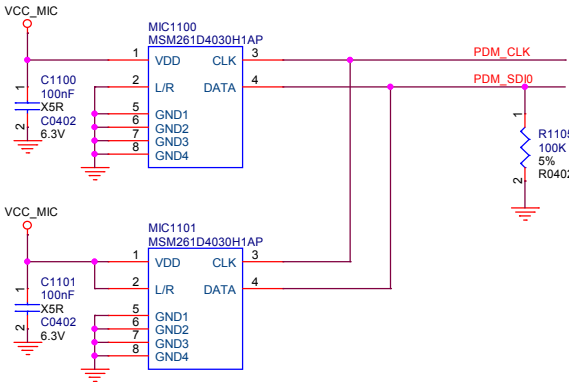 VCC_MIC
MIC1100
MSM261D4030H1AP
1 VDD CLK 3
PDM_CLK
2 L/R DATA 4
PDM_SDI0
C1100
100nF
X5R
C0402
6.3V
1
2
5 GND1
6 GND2
7 GND3
8 GND4
1
R1105
100K
5%
R0402
2
VCC_MIC
MIC1101
MSM261D4030H1AP
1 VDD CLK 3
2 L/R DATA 4
C1101
100nF
X5R
C0402
6.3V
1
2
5 GND1
6 GND2
7 GND3
8 GND4